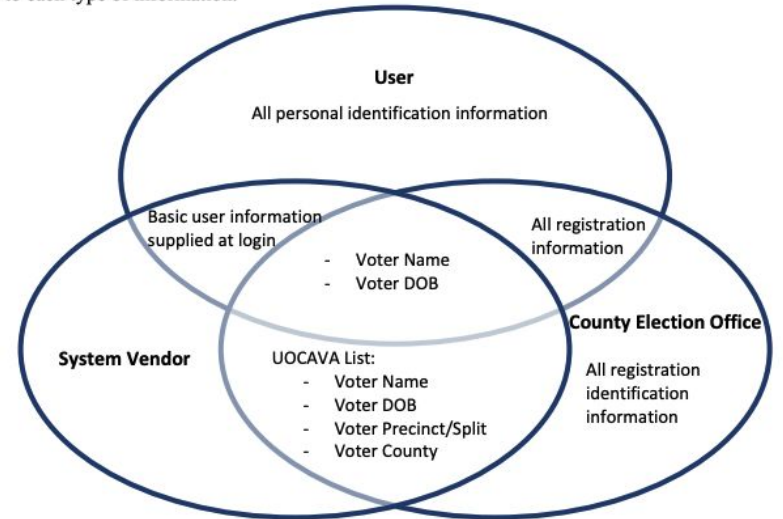 User
All personal identification information
Basic user information
supplied at login
All registration
information
- Voter Name
- Voter DOB
County Election Office
System Vendor
UOCAVA List:
- Voter Name
- Voter DOB
- Voter Precinct/Split
- Voter County
All registration
identification
information